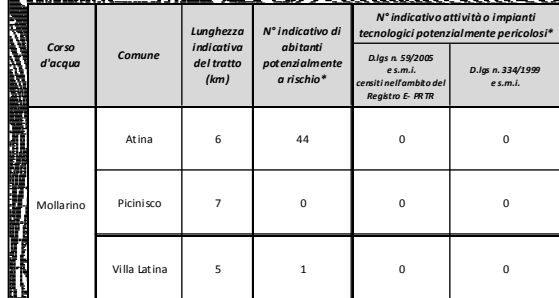 Corso d'acqua
Comune
Lunghezza indicativa del tratto (km)
N° indicativo di abitanti potenzialmente a rischio*
N° indicativo attività o impianti tecnologici potenzialmente pericolosi*
D.lgs n. 59/2005 e s.m.i. censiti nell'ambito del Registro E- PRTR
D.lgs n. 334/1999 e s.m.i.
Mollarino
Atina 6 44 0 0
Picinisco 7 0 0 0
Villa Latina 5 1 0 0